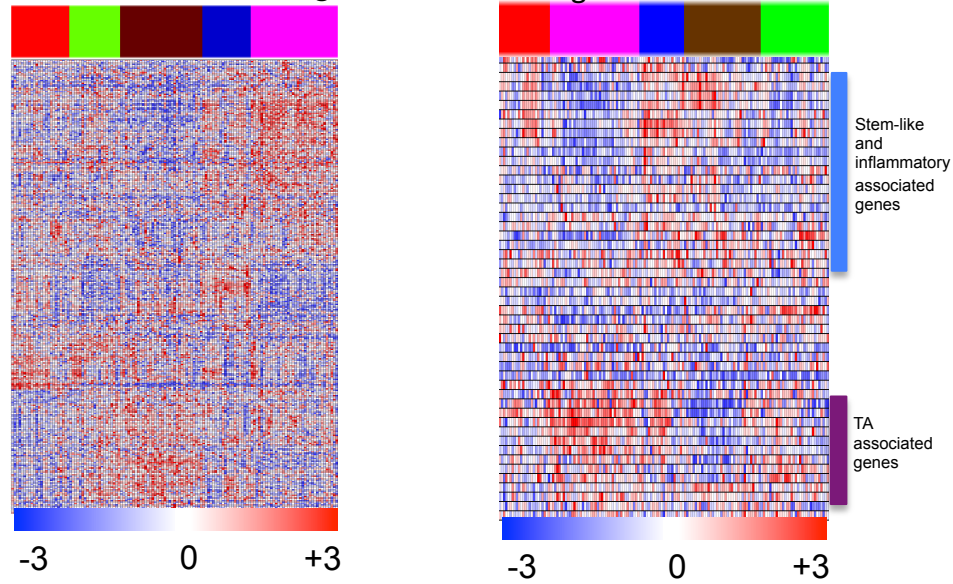 Stem-like
and
inflammatory
associated
genes
TA
associated
genes
-3 0 +3
-3 0 +3